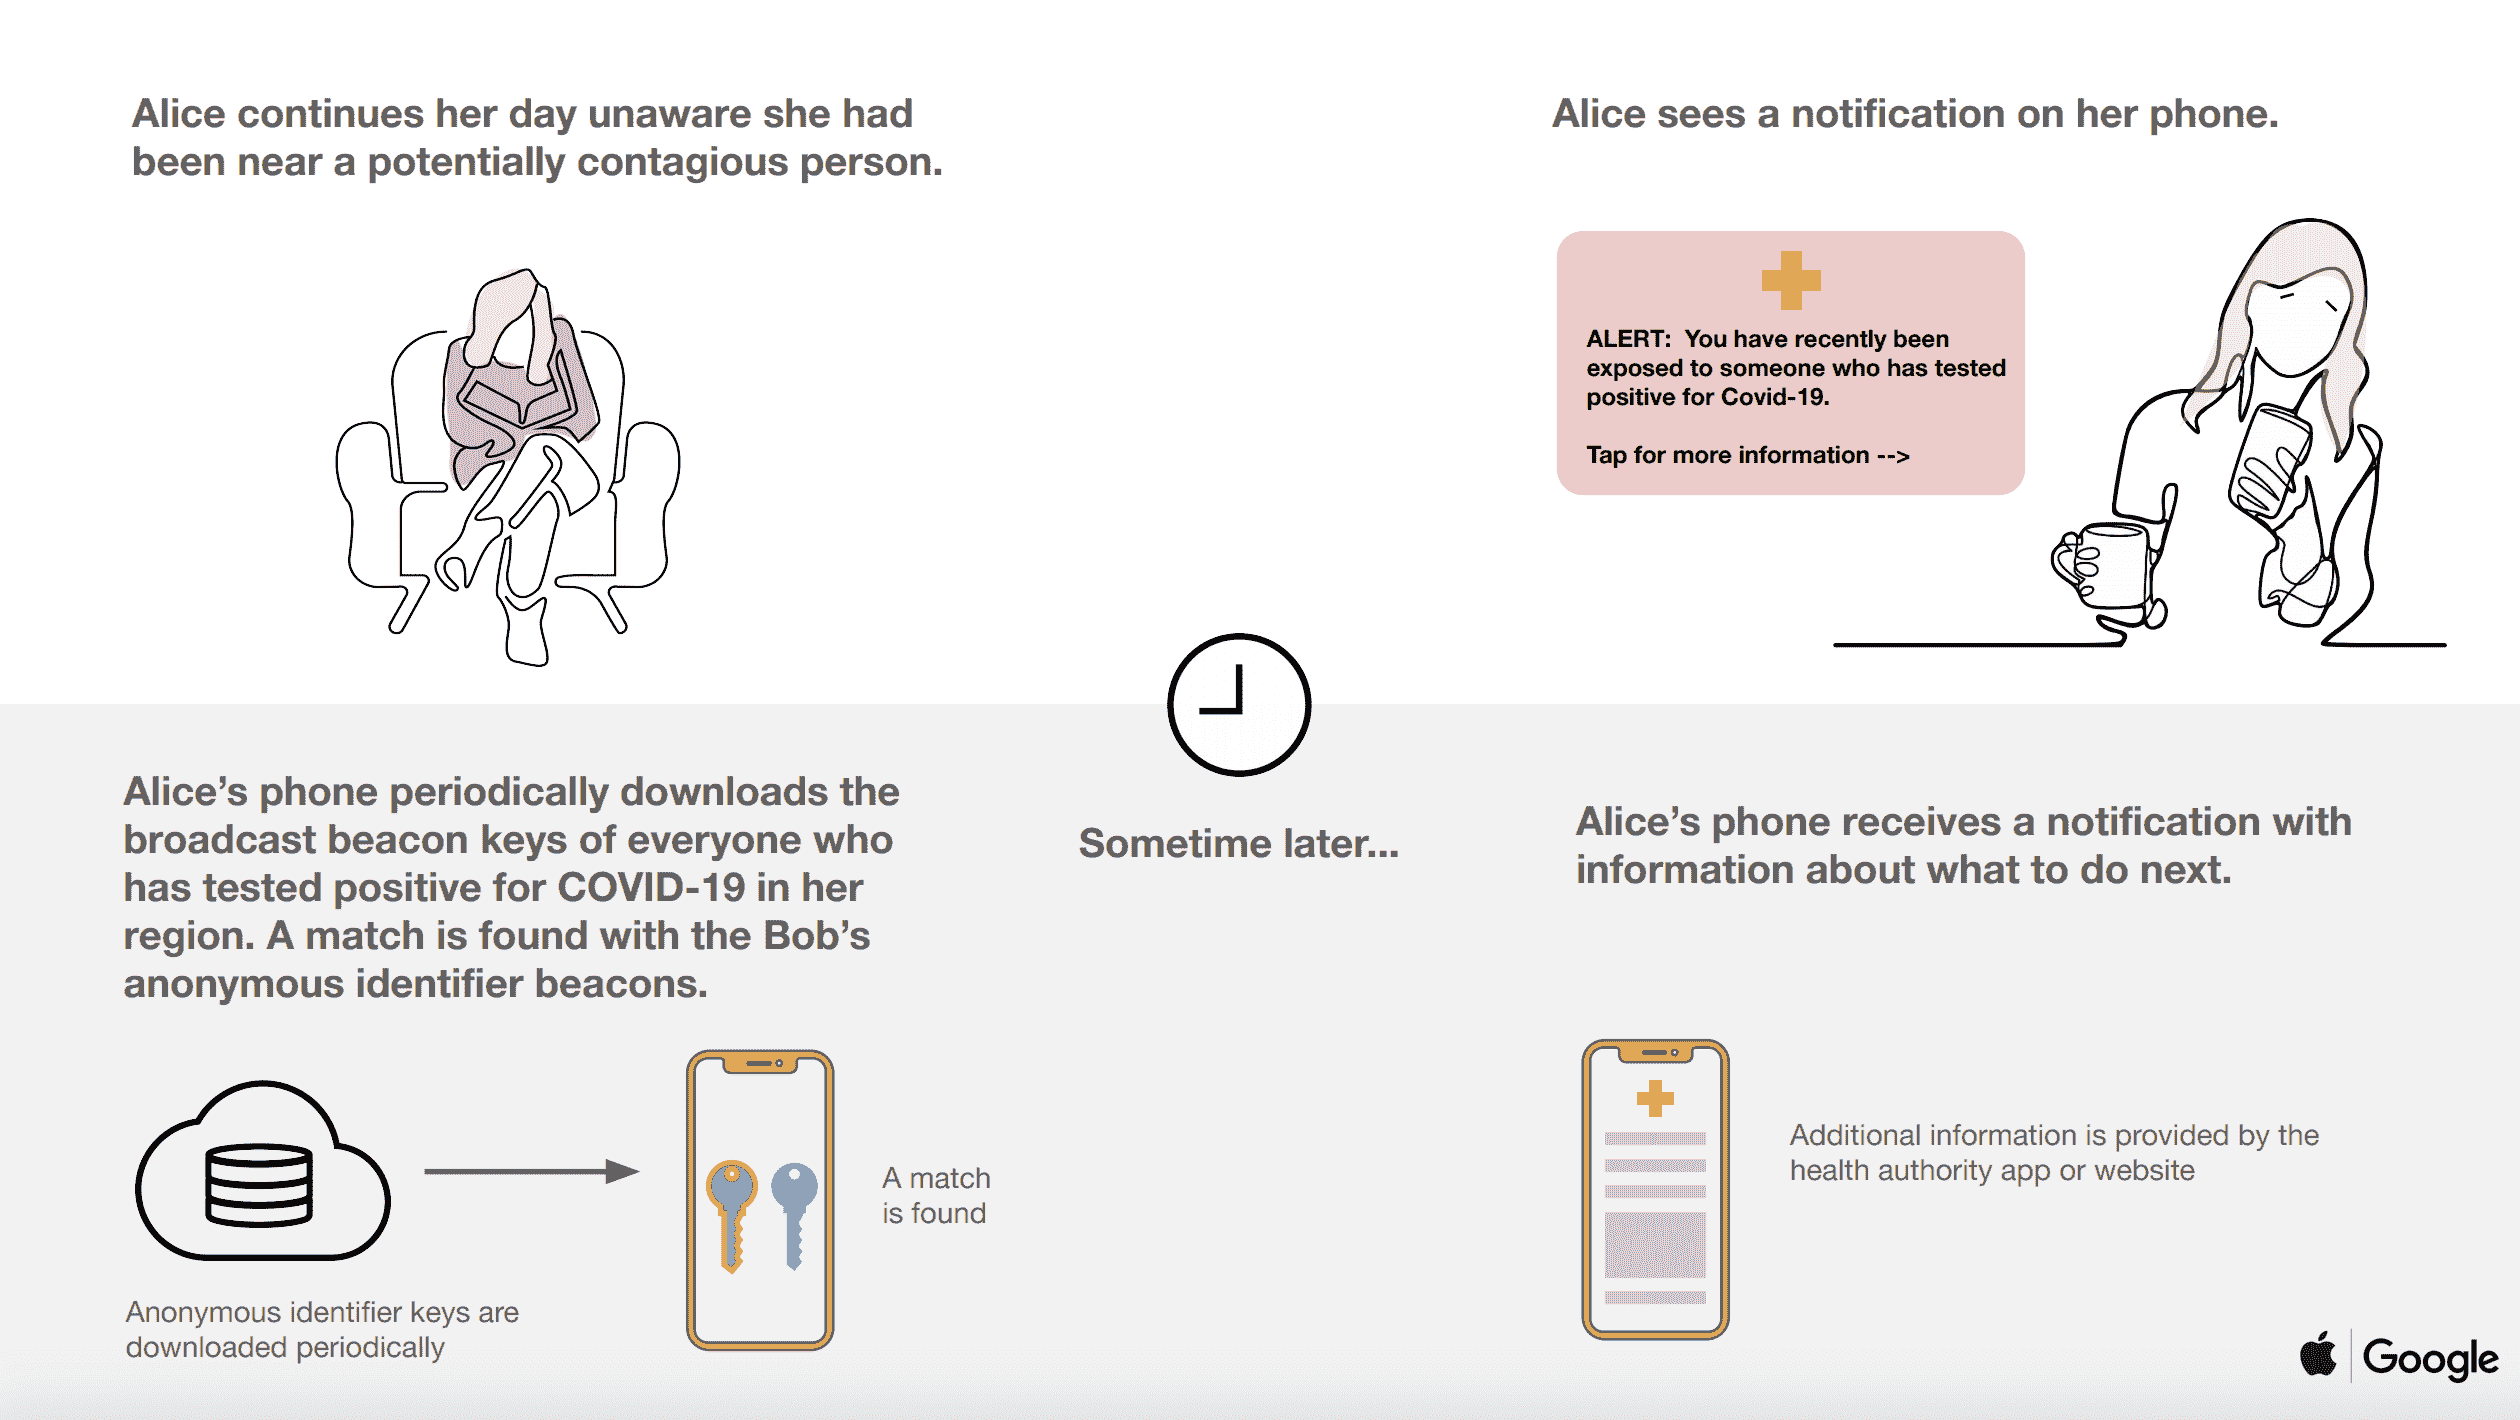 Alice continues her day unaware she had
been near a potentially contagious person.
Alice sees a notification on her phone.
ALERT:  You have recently been
exposed to someone who has tested
positive for Covid-19.
Tap for more information -->
Alice’s phone periodically downloads the
broadcast beacon keys of everyone who
has tested positive for COVID-19 in her
region. A match is found with the Bob’s
anonymous identifier beacons.
Anonymous identifier keys are
downloaded periodically
A match
is found
Sometime later...
Alice’s phone receives a notification with
information about what to do next.
Additional information is provided by the
health authority app or website
Google